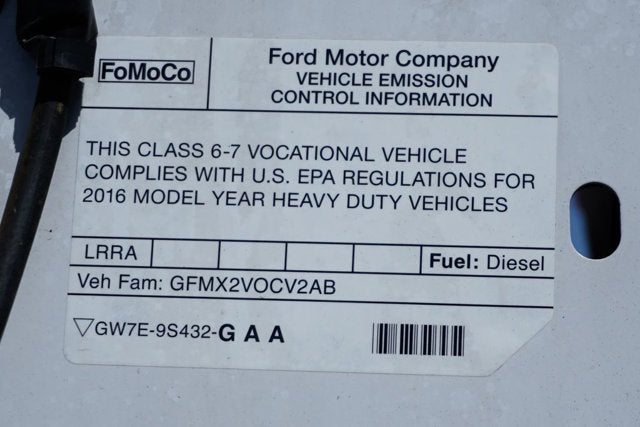 FoMoCo
Ford Motor Company
VEHICLE EMISSION
CONTROL INFORMATION
THIS CLASS 6-7 VOCATIONAL VEHICLE
COMPLIES WITH U.S. EPA REGULATIONS FOR
2016 MODEL YEAR HEAVY DUTY VEHICLES
LRRA Fuel: Diesel
Veh Fam: GFMX2VOCV2AB
▽GW7E-9S432-GAA